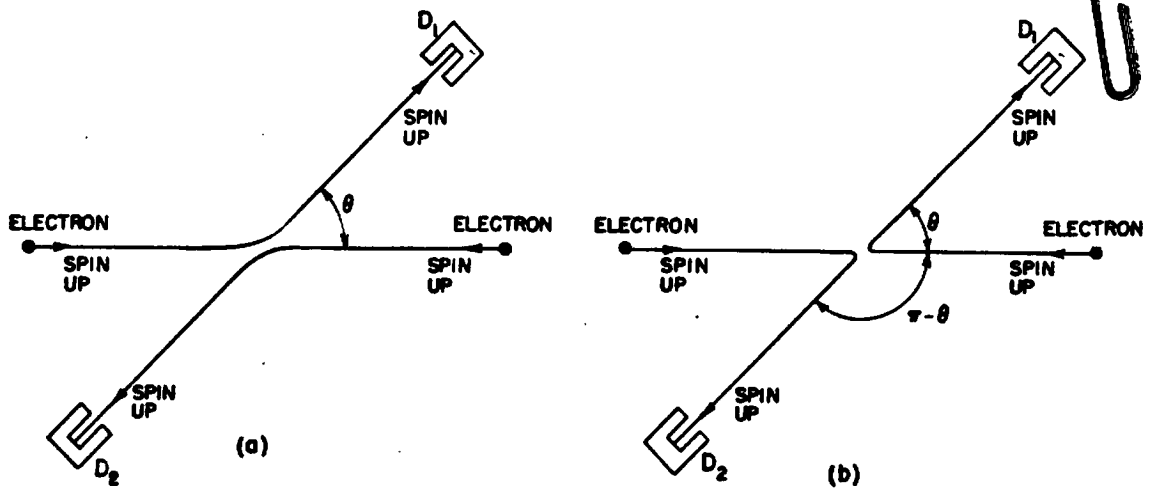 D₁
SPIN
UP
θ
ELECTRON
ELECTRON
SPIN
UP
SPIN
UP
SPIN
UP
D₂
(a)
D₁
SPIN
UP
θ
ELECTRON
ELECTRON
SPIN
UP
SPIN
UP
π-θ
SPIN
UP
D₂
(b)